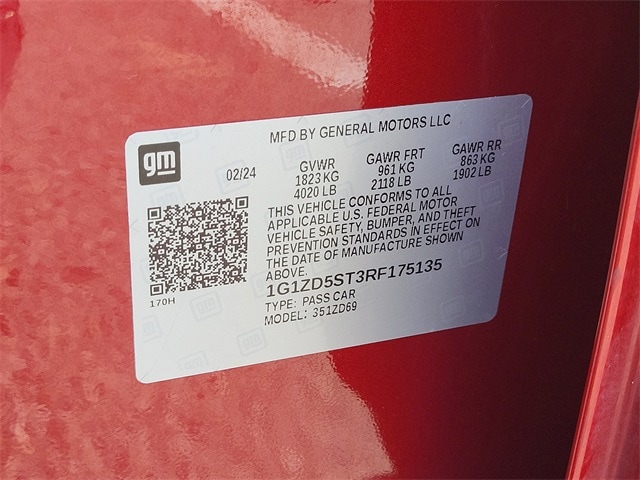 MFD BY GENERAL MOTORS LLC
gm
02/24
GVWR
1823 KG
4020 LB
GAWR FRT
961 KG
2118 LB
GAWR RR
863 KG
1902 LB
THIS VEHICLE CONFORMS TO ALL
APPLICABLE U.S. FEDERAL MOTOR
VEHICLE SAFETY, BUMPER, AND THEFT
PREVENTION STANDARDS IN EFFECT ON
THE DATE OF MANUFACTURE SHOWN
ABOVE.
170H
1G1ZD5ST3RF175135
TYPE: PASS CAR
MODEL: 351ZD69